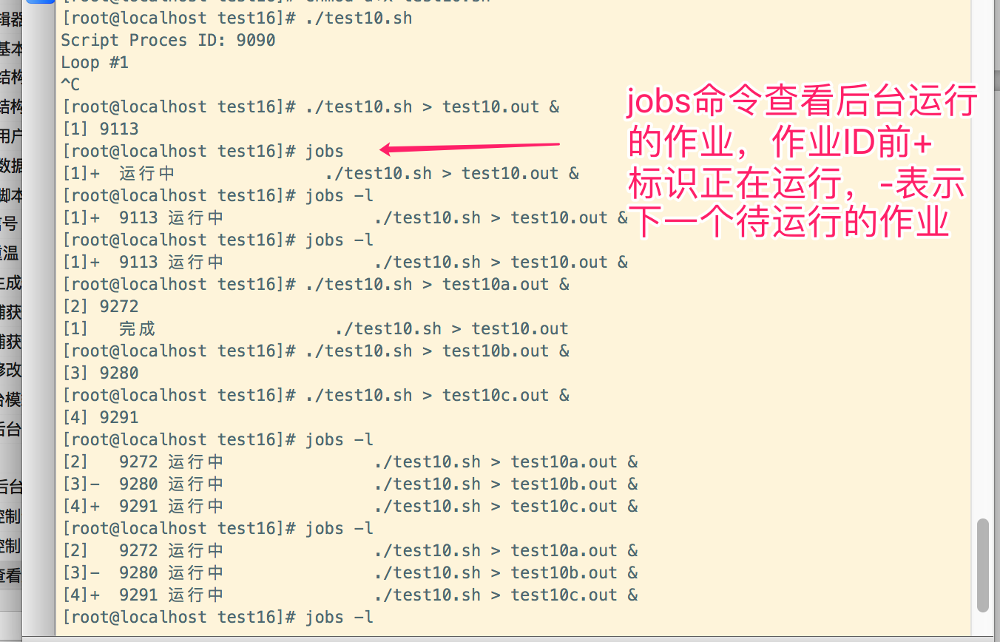 [root@localhost test16]# chmod a+x test10.sh
[root@localhost test16]# ./test10.sh
Script Proces ID: 9090
Loop #1
^C
[root@localhost test16]# ./test10.sh > test10.out &
[1] 9113
[root@localhost test16]# jobs
[1]+ 运行中 ./test10.sh > test10.out &
[root@localhost test16]# jobs -l
[1]+ 9113 运行中 ./test10.sh > test10.out &
[root@localhost test16]# jobs -l
[1]+ 9113 运行中 ./test10.sh > test10.out &
[root@localhost test16]# ./test10.sh > test10a.out &
[2] 9272
[1] 完成 ./test10.sh > test10.out
[root@localhost test16]# ./test10.sh > test10b.out &
[3] 9280
[root@localhost test16]# ./test10.sh > test10c.out &
[4] 9291
[root@localhost test16]# jobs -l
[2] 9272 运行中 ./test10.sh > test10a.out &
[3]- 9280 运行中 ./test10.sh > test10b.out &
[4]+ 9291 运行中 ./test10.sh > test10c.out &
[root@localhost test16]# jobs -l
[2] 9272 运行中 ./test10.sh > test10a.out &
[3]- 9280 运行中 ./test10.sh > test10b.out &
[4]+ 9291 运行中 ./test10.sh > test10c.out &
[root@localhost test16]# jobs -l
jobs命令查看后台运行
的作业，作业ID前+
标识正在运行，-表示
下一个待运行的作业
辑器
基本
结构
结构
用户
数据
脚本
信号
重温
生成
捕获
捕获
修改
台模
后台
后台
控制
控制
查看